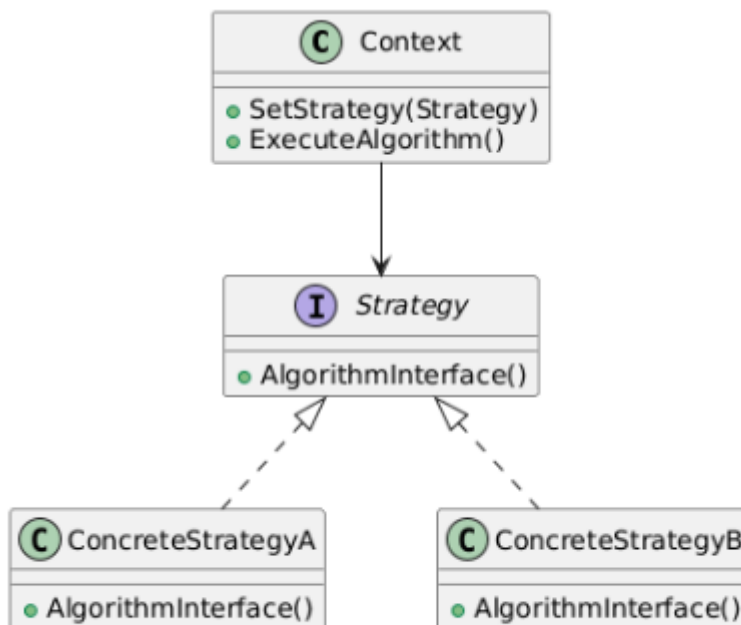 C Context
SetStrategy(Strategy)
ExecuteAlgorithm()
I Strategy
AlgorithmInterface()
C ConcreteStrategyA
AlgorithmInterface()
C ConcreteStrategyB
AlgorithmInterface()